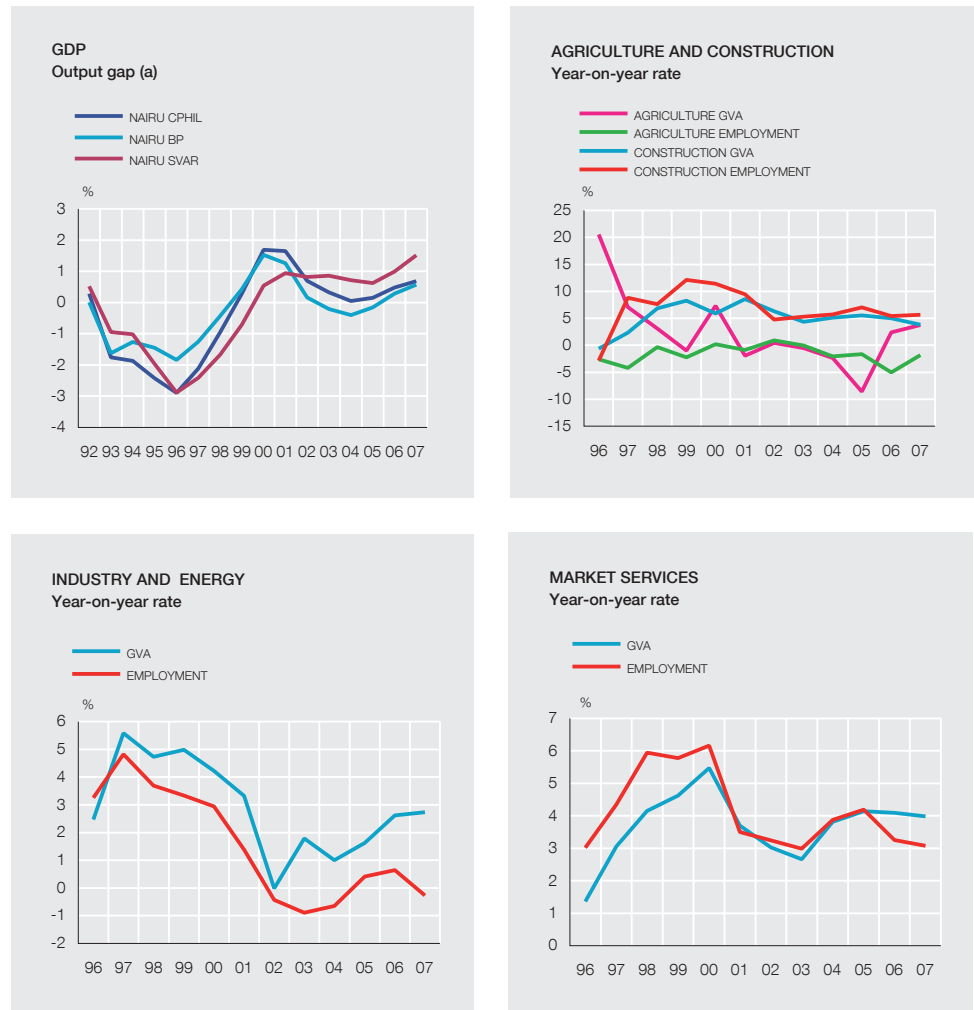 GDP
Output gap (a)
NAIRU CPHIL
NAIRU BP
NAIRU SVAR
%
3
2
1
0
-1
-2
-3
-4
92 93 94 95 96 97 98 99 00 01 02 03 04 05 06 07
AGRICULTURE AND CONSTRUCTION
Year-on-year rate
AGRICULTURE GVA
AGRICULTURE EMPLOYMENT
CONSTRUCTION GVA
CONSTRUCTION EMPLOYMENT
%
25
20
15
10
5
0
-5
-10
-15
96 97 98 99 00 01 02 03 04 05 06 07
INDUSTRY AND ENERGY
Year-on-year rate
GVA
EMPLOYMENT
%
6
5
4
3
2
1
0
-1
-2
96 97 98 99 00 01 02 03 04 05 06 07
MARKET SERVICES
Year-on-year rate
GVA
EMPLOYMENT
%
7
6
5
4
3
2
1
0
96 97 98 99 00 01 02 03 04 05 06 07